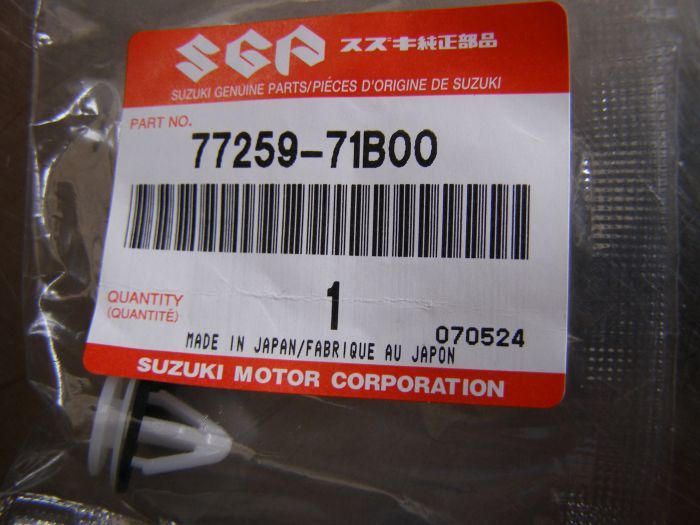 SGP スズキ純正部品
SUZUKI GENUINE PARTS/PIÉCES D'ORIGINE DE SUZUKI
PART NO.
77259-71B00
QUANTITY
(QUANTITÉ)
1
070524
MADE IN JAPAN/FABRIQUE AU JAPON
SUZUKI MOTOR CORPORATION